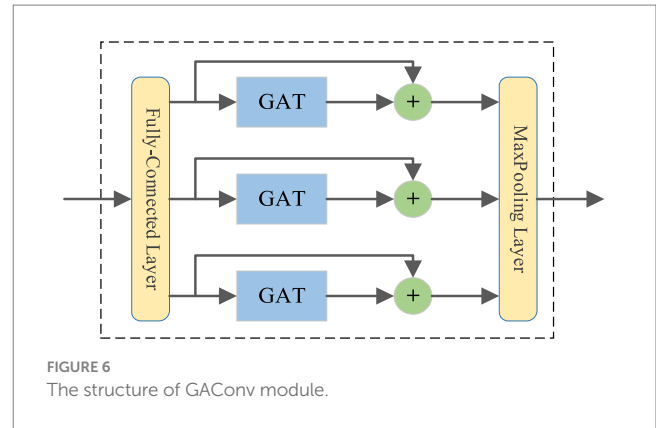 Fully-Connected Layer
GAT
+
GAT
+
GAT
+
MaxPooling Layer
FIGURE 6
The structure of GAConv module.